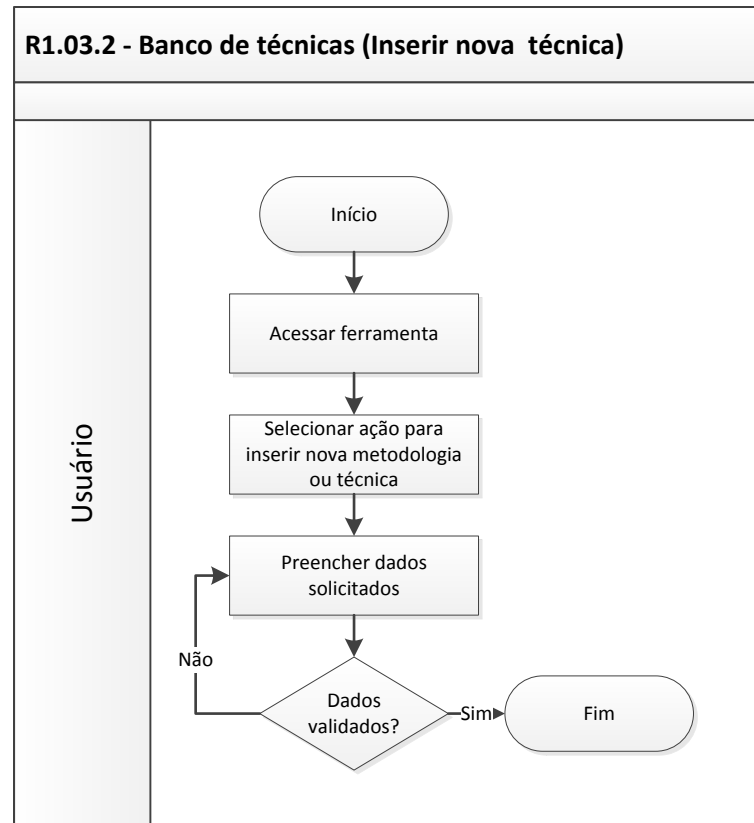 R1.03.2 - Banco de técnicas (Inserir nova técnica)
Usuário
Início
Acessar ferramenta
Selecionar ação para
inserir nova metodologia
ou técnica
Preencher dados
solicitados
Não
Dados
validados?
Sim
Fim